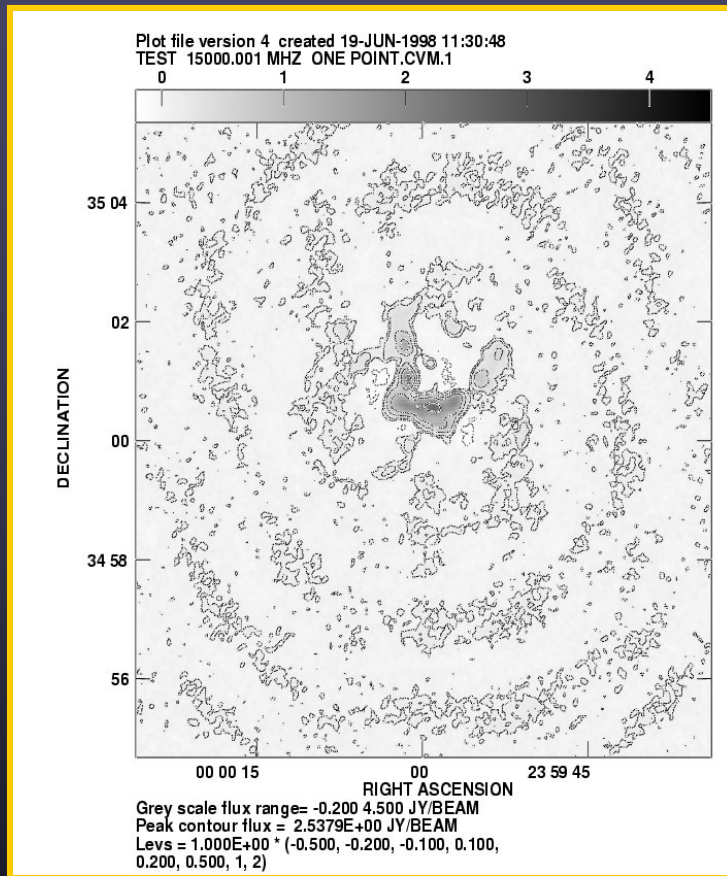 Plot file version 4 created 19-JUN-1998 11:30:48
TEST 15000.001 MHZ ONE POINT.CVM.1
0 1 2 3 4
35 04
02
DECLINATION
00
34 58
56
00 00 15 00 23 59 45
RIGHT ASCENSION
Grey scale flux range= -0.200 4.500 JY/BEAM
Peak contour flux = 2.5379E+00 JY/BEAM
Levs = 1.000E+00 * (-0.500, -0.200, -0.100, 0.100,
0.200, 0.500, 1, 2)